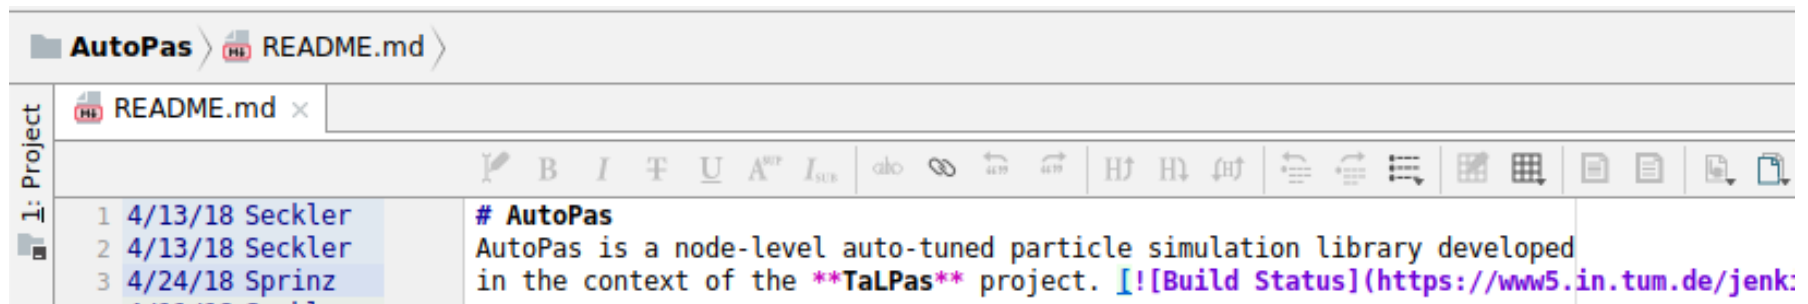 AutoPas README.md
1: Project
README.md
1 4/13/18 Seckler # AutoPas
2 4/13/18 Seckler AutoPas is a node-level auto-tuned particle simulation library developed
3 4/24/18 Sprinz in the context of the **TaLPas** project. [![Build Status](https://www5.in.tum.de/jenki